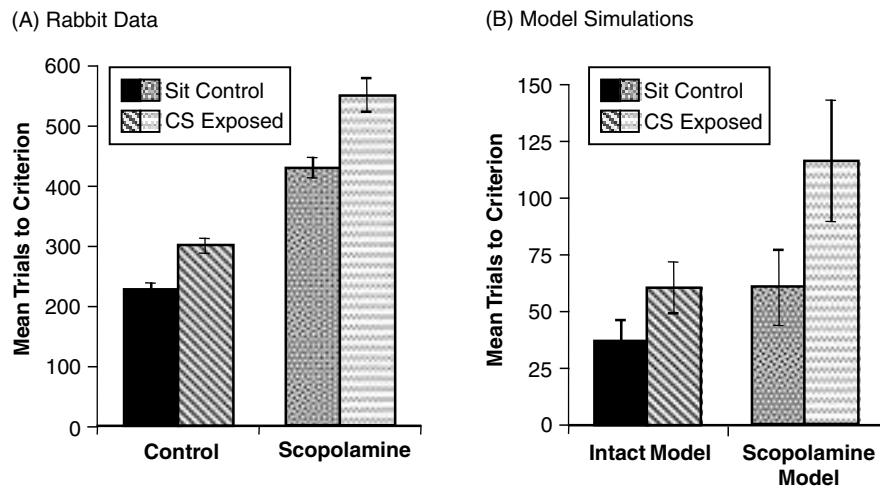 (A) Rabbit Data
Mean Trials to Criterion
600
500
400
300
200
100
0
Sit Control
CS Exposed
Control
Scopolamine
(B) Model Simulations
Mean Trials to Criterion
150
125
100
75
50
25
0
Sit Control
CS Exposed
Intact Model
Scopolamine
Model